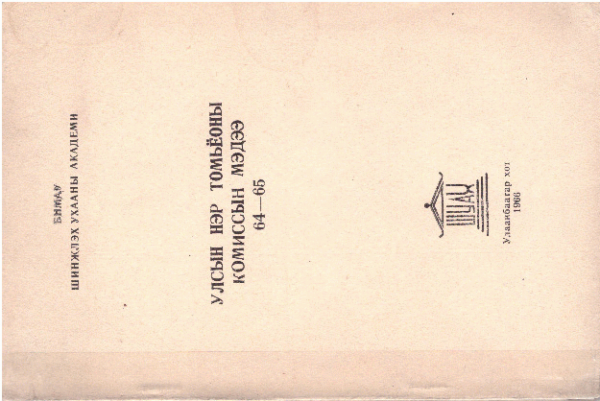 БНМАУ
ШИНЖЛЭХ УХААНЫ АКАДЕМИ
УЛСЫН НЭР ТОМЬЁОНЫ
КОМИССЫН МЭДЭЭ
64—65
ШУАХ
Улаанбаатар хот
1966